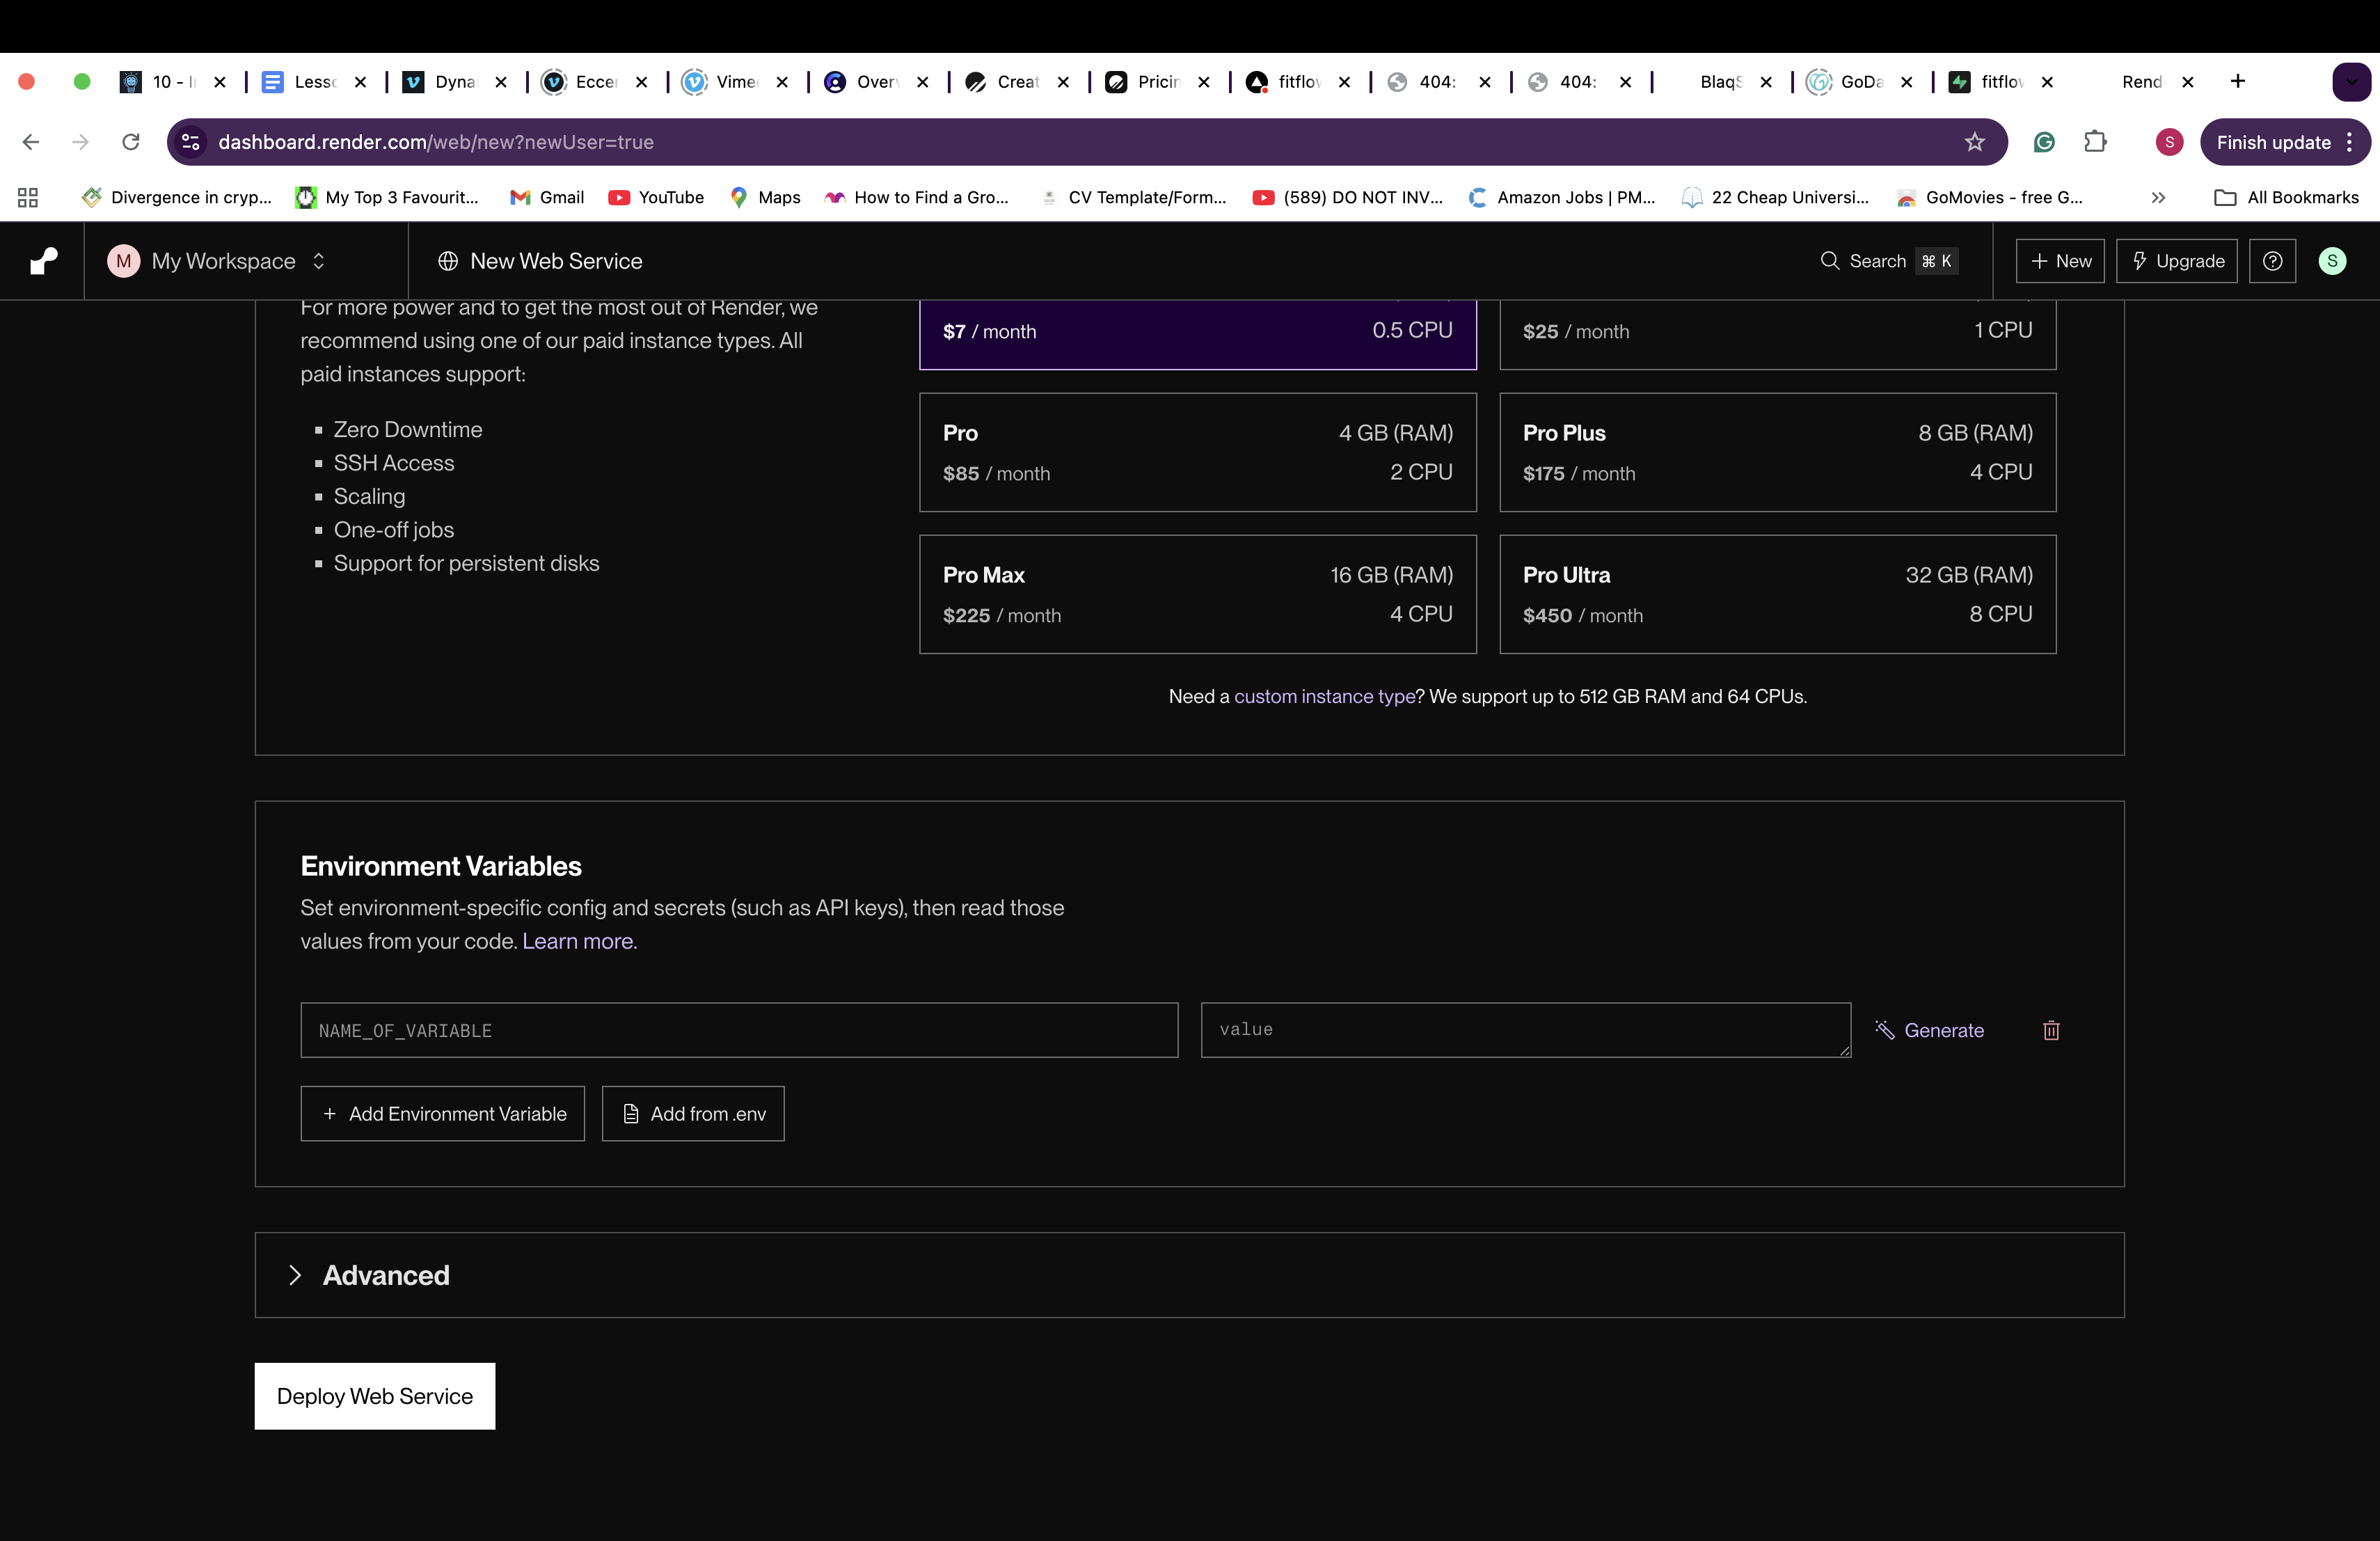 10 - I
Lesso
Dyna
Eccer
Vime
Over
Creat
Pricin
fitflov
404:
404:
BlaqS
GoDa
fitflov
Rend
dashboard.render.com/web/new?newUser=true
S
Finish update
Divergence in cryp...
My Top 3 Favourit...
Gmail
YouTube
Maps
How to Find a Gro...
CV Template/Form...
(589) DO NOT INV...
Amazon Jobs | PM...
22 Cheap Universi...
GoMovies - free G...
All Bookmarks
M My Workspace
New Web Service
Search ⌘ K
+ New
Upgrade
S
For more power and to get the most out of Render, we
recommend using one of our paid instance types. All
paid instances support:
Zero Downtime
SSH Access
Scaling
One-off jobs
Support for persistent disks
$7 / month 0.5 CPU
$25 / month 1 CPU
Pro 4 GB (RAM)
$85 / month 2 CPU
Pro Plus 8 GB (RAM)
$175 / month 4 CPU
Pro Max 16 GB (RAM)
$225 / month 4 CPU
Pro Ultra 32 GB (RAM)
$450 / month 8 CPU
Need a custom instance type? We support up to 512 GB RAM and 64 CPUs.
Environment Variables
Set environment-specific config and secrets (such as API keys), then read those
values from your code. Learn more.
NAME_OF_VARIABLE
value
Generate
+ Add Environment Variable
Add from .env
Advanced
Deploy Web Service